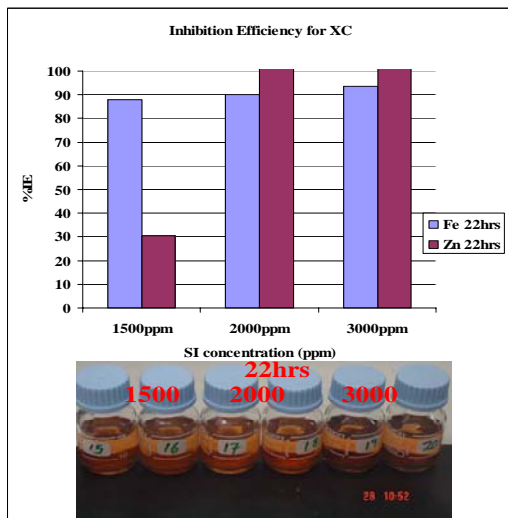 Inhibition Efficiency for XC
100
90
80
70
60
50
40
30
20
10
0
%IE
1500ppm 2000ppm 3000ppm
SI concentration (ppm)
Fe 22hrs
Zn 22hrs
22hrs
1500 2000 3000
15 16 17 18 19 20
28 10:52